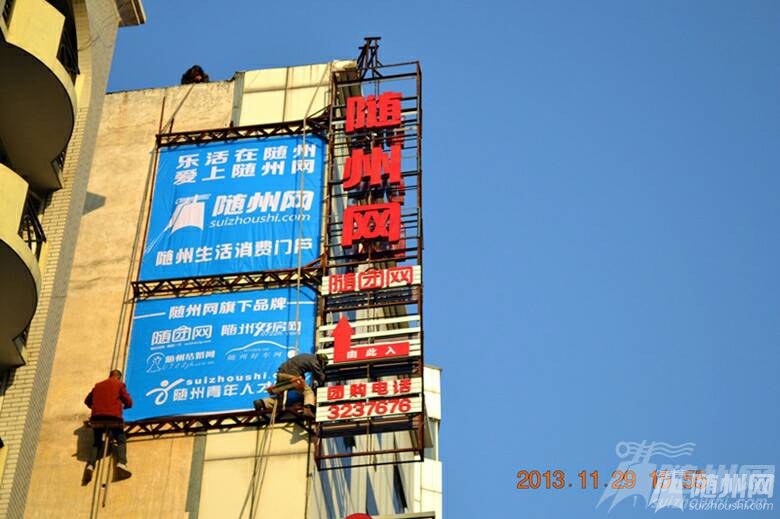 乐活在随州
爱上随州网
随州网
suizhoushi.com
随州生活消费门户
随州网旗下品牌
随团网
随州好房网
随州结婚网
随州好车网
suizhoushi.c
随州青年人才
随州网
随团网
由此入
团购电话
3237676
2013.11.29 15:55
随州网
suizhoushi.com